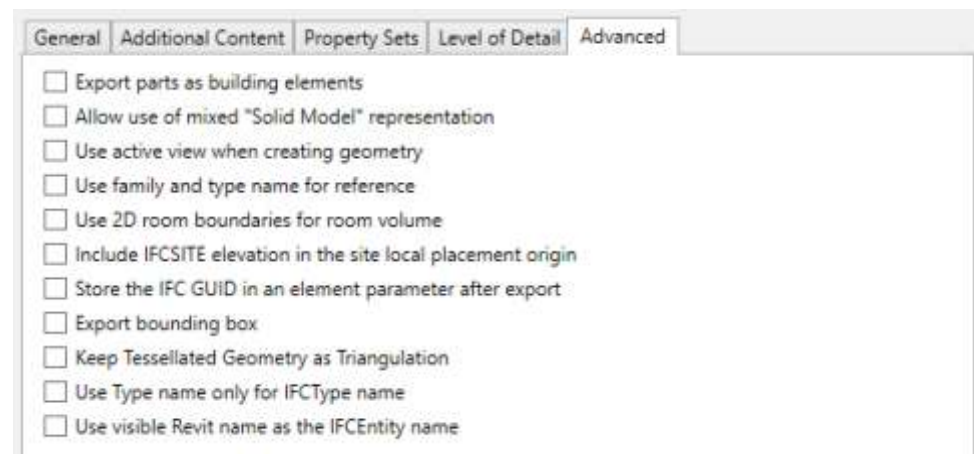 General Additional Content Property Sets Level of Detail Advanced
Export parts as building elements
Allow use of mixed "Solid Model" representation
Use active view when creating geometry
Use family and type name for reference
Use 2D room boundaries for room volume
Include IFCSITE elevation in the site local placement origin
Store the IFC GUID in an element parameter after export
Export bounding box
Keep Tessellated Geometry as Triangulation
Use Type name only for IFCType name
Use visible Revit name as the IFCEntity name